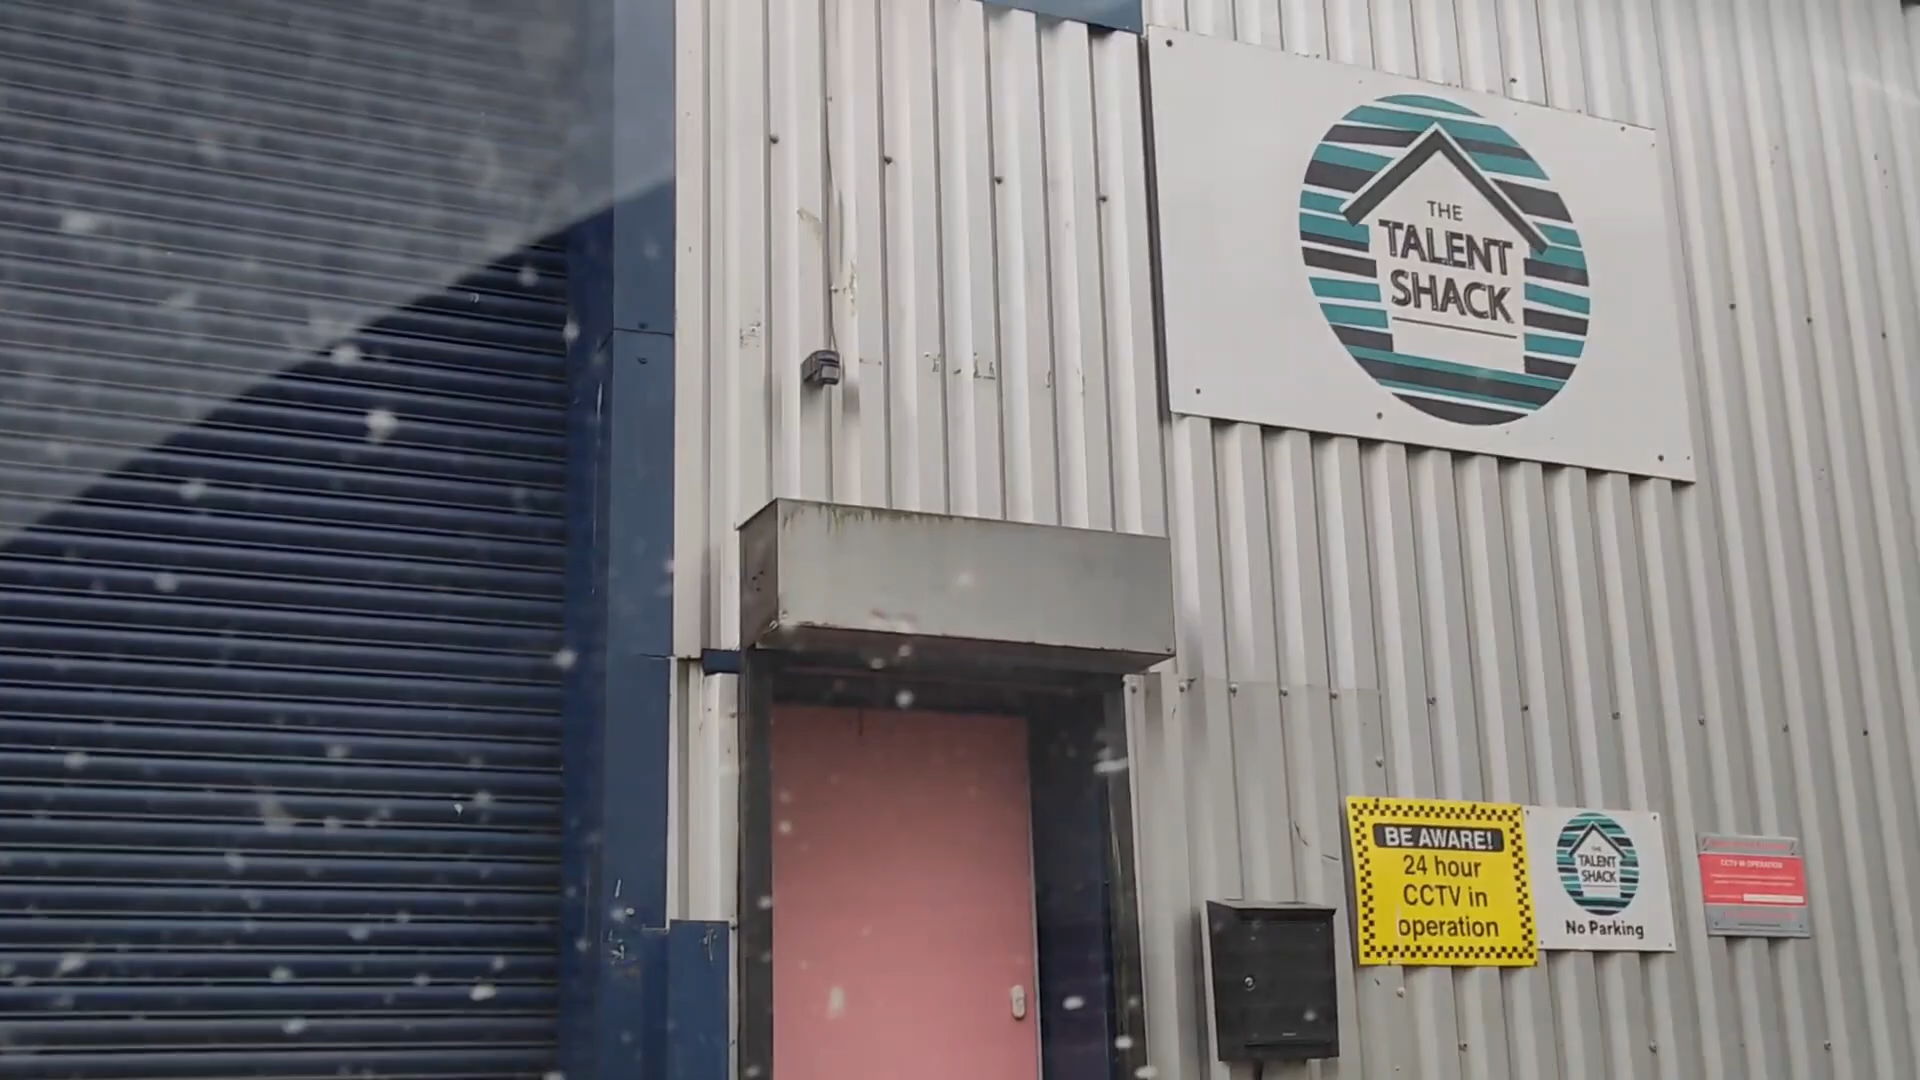 THE
TALENT
SHACK
BE AWARE!
24 hour
CCTV in
operation
THE
TALENT
SHACK
No Parking
CCTV IN OPERATION